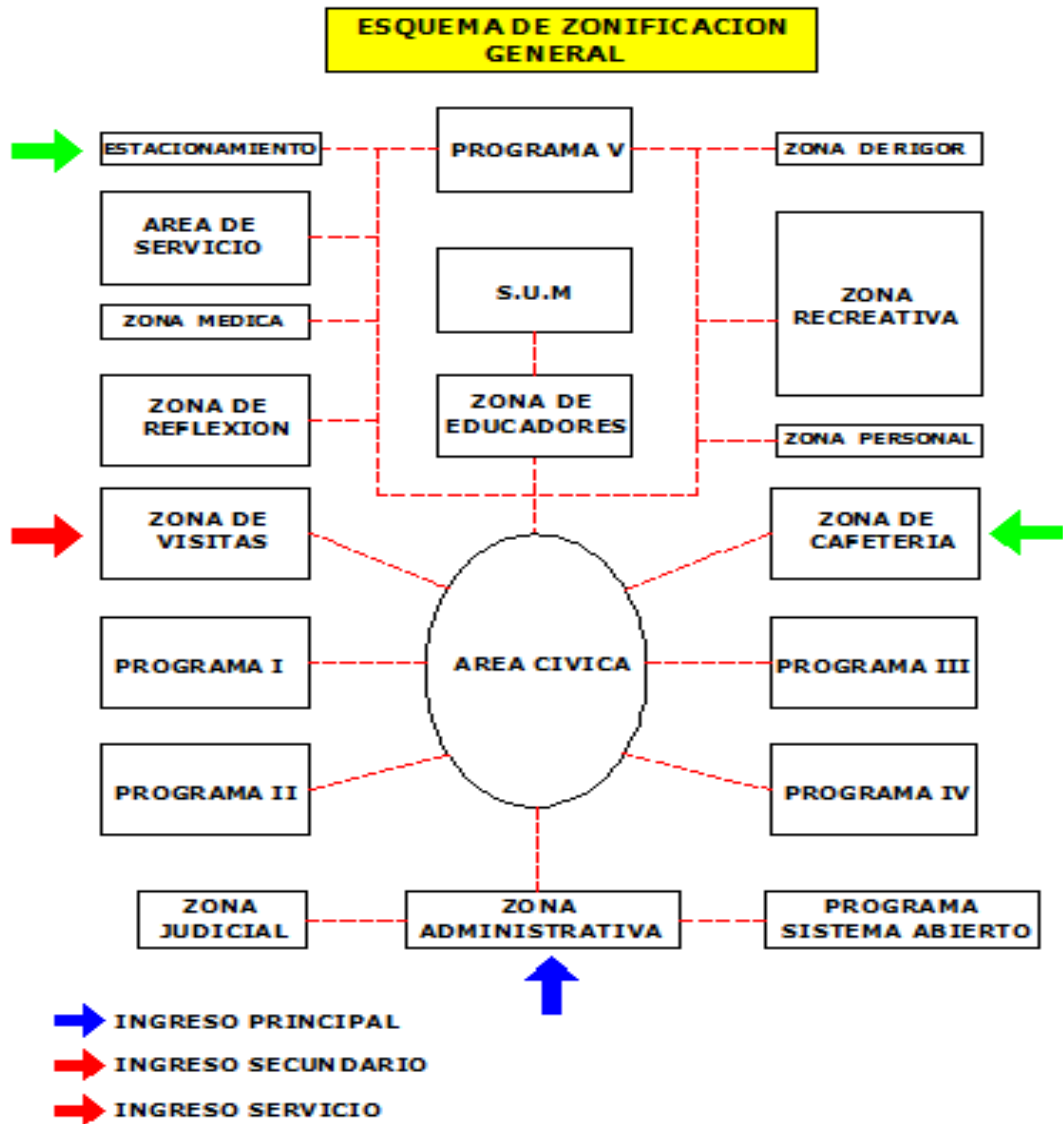 ESQUEMA DE ZONIFICACION
GENERAL
ESTACIONAMIENTO
PROGRAMA V
ZONA DE RIGOR
AREA DE
SERVICIO
S.U.M
ZONA
RECREATIVA
ZONA MEDICA
ZONA DE
REFLEXION
ZONA DE
EDUCADORES
ZONA PERSONAL
ZONA DE
VISITAS
ZONA DE
CAFETERIA
PROGRAMA I
AREA CIVICA
PROGRAMA III
PROGRAMA II
PROGRAMA IV
ZONA
JUDICIAL
ZONA
ADMINISTRATIVA
PROGRAMA
SISTEMA ABIERTO
INGRESO PRINCIPAL
INGRESO SECUNDARIO
INGRESO SERVICIO